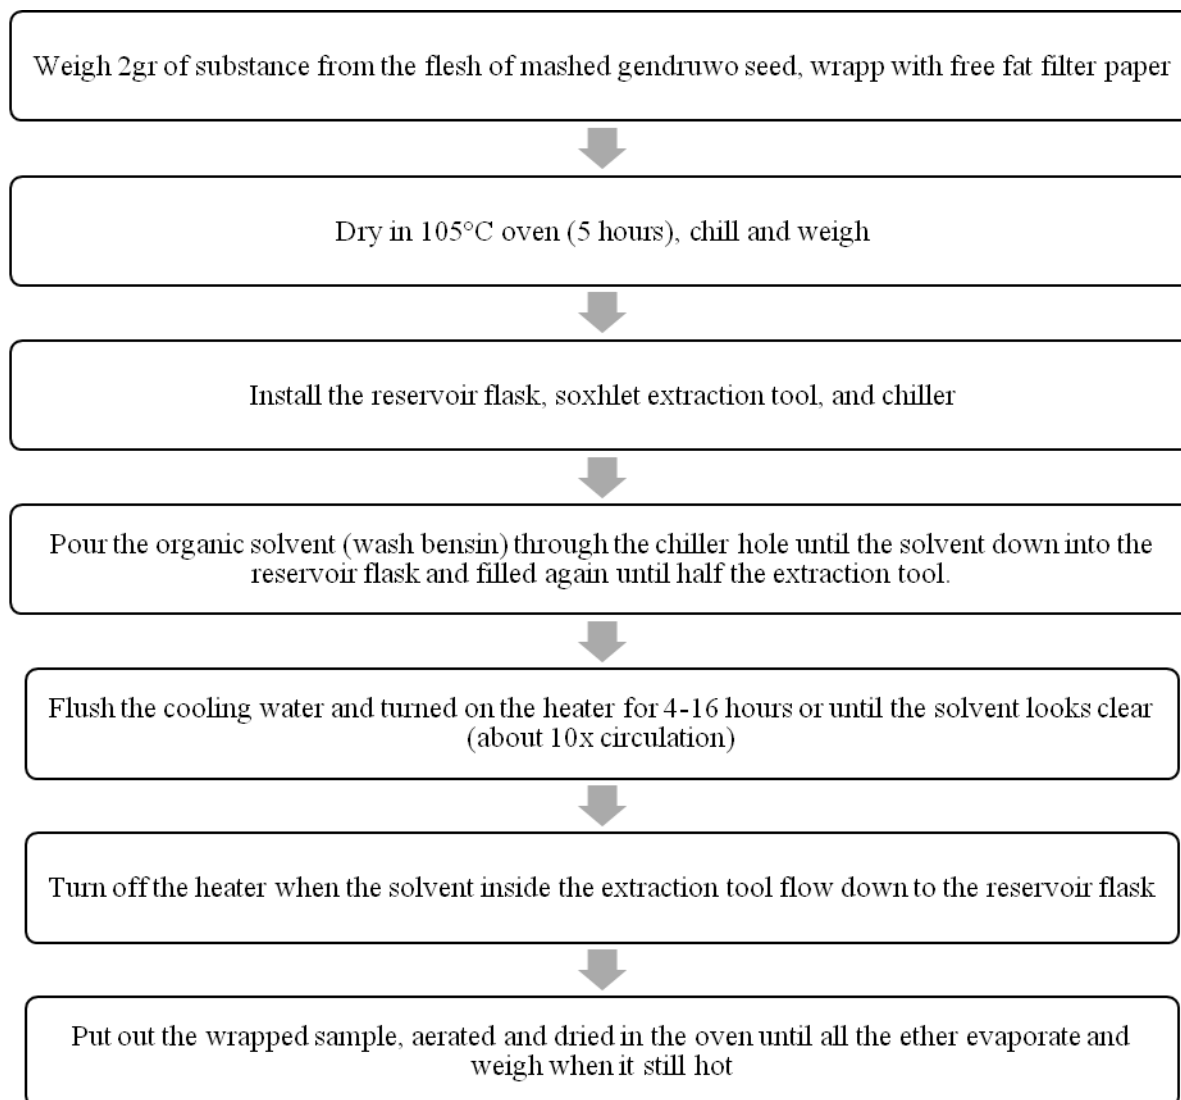 Weigh 2gr of substance from the flesh of mashed gendruwo seed, wrapp with free fat filter paper
Dry in 105°C oven (5 hours), chill and weigh
Install the reservoir flask, soxhlet extraction tool, and chiller
Pour the organic solvent (wash bensin) through the chiller hole until the solvent down into the
reservoir flask and filled again until half the extraction tool.
Flush the cooling water and turned on the heater for 4-16 hours or until the solvent looks clear
(about 10x circulation)
Turn off the heater when the solvent inside the extraction tool flow down to the reservoir flask
Put out the wrapped sample, aerated and dried in the oven until all the ether evaporate and
weigh when it still hot